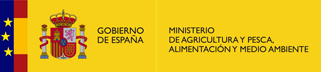 GOBIERNO
DE ESPAÑA
MINISTERIO
DE AGRICULTURA Y PESCA,
ALIMENTACIÓN Y MEDIO AMBIENTE